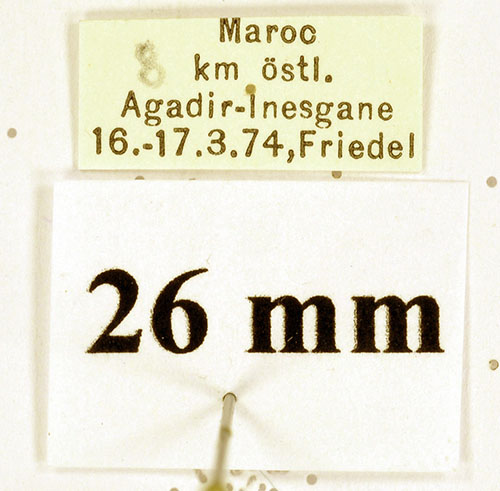 Maroc
8 km östl.
Agadir-Inesgane
16.-17.3.74,Friedel
26 mm